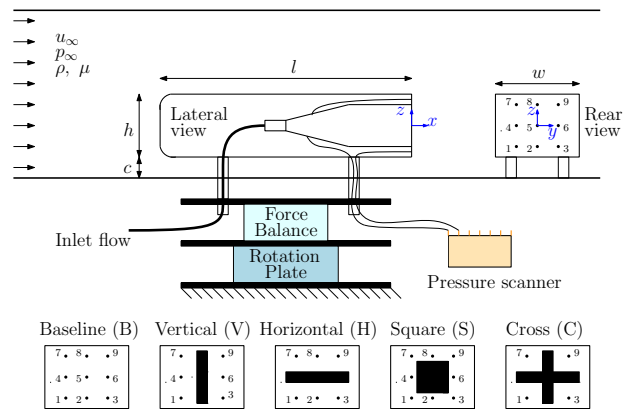 u∞
p∞
ρ, μ
l
w
Lateral view
h
c
z
x
7 8 9
z
4 5 6
y
1 2 3
Rear view
Force Balance
Inlet flow
Rotation Plate
Pressure scanner
Baseline (B) Vertical (V) Horizontal (H) Square (S) Cross (C)
7 8 9 7 9 7 8 9 7 8 9 7 9
4 5 6 4 6 4 6 4 6
1 2 3 1 3 1 2 3 1 2 3 1 3